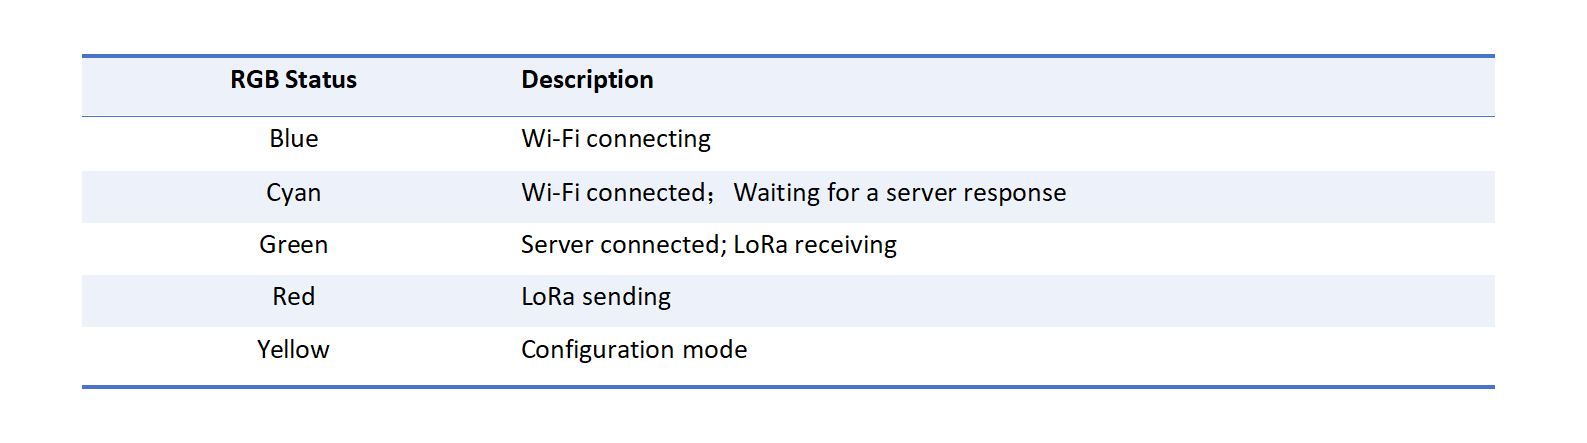 RGB Status Description
Blue Wi-Fi connecting
Cyan Wi-Fi connected；Waiting for a server response
Green Server connected; LoRa receiving
Red LoRa sending
Yellow Configuration mode